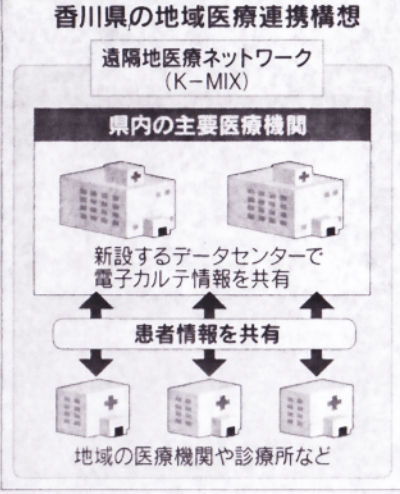 香川県の地域医療連携構想
遠隔地医療ネットワーク
(K−MIX)
県内の主要医療機関
新設するデータセンターで
電子カルテ情報を共有
患者情報を共有
地域の医療機関や診療所など